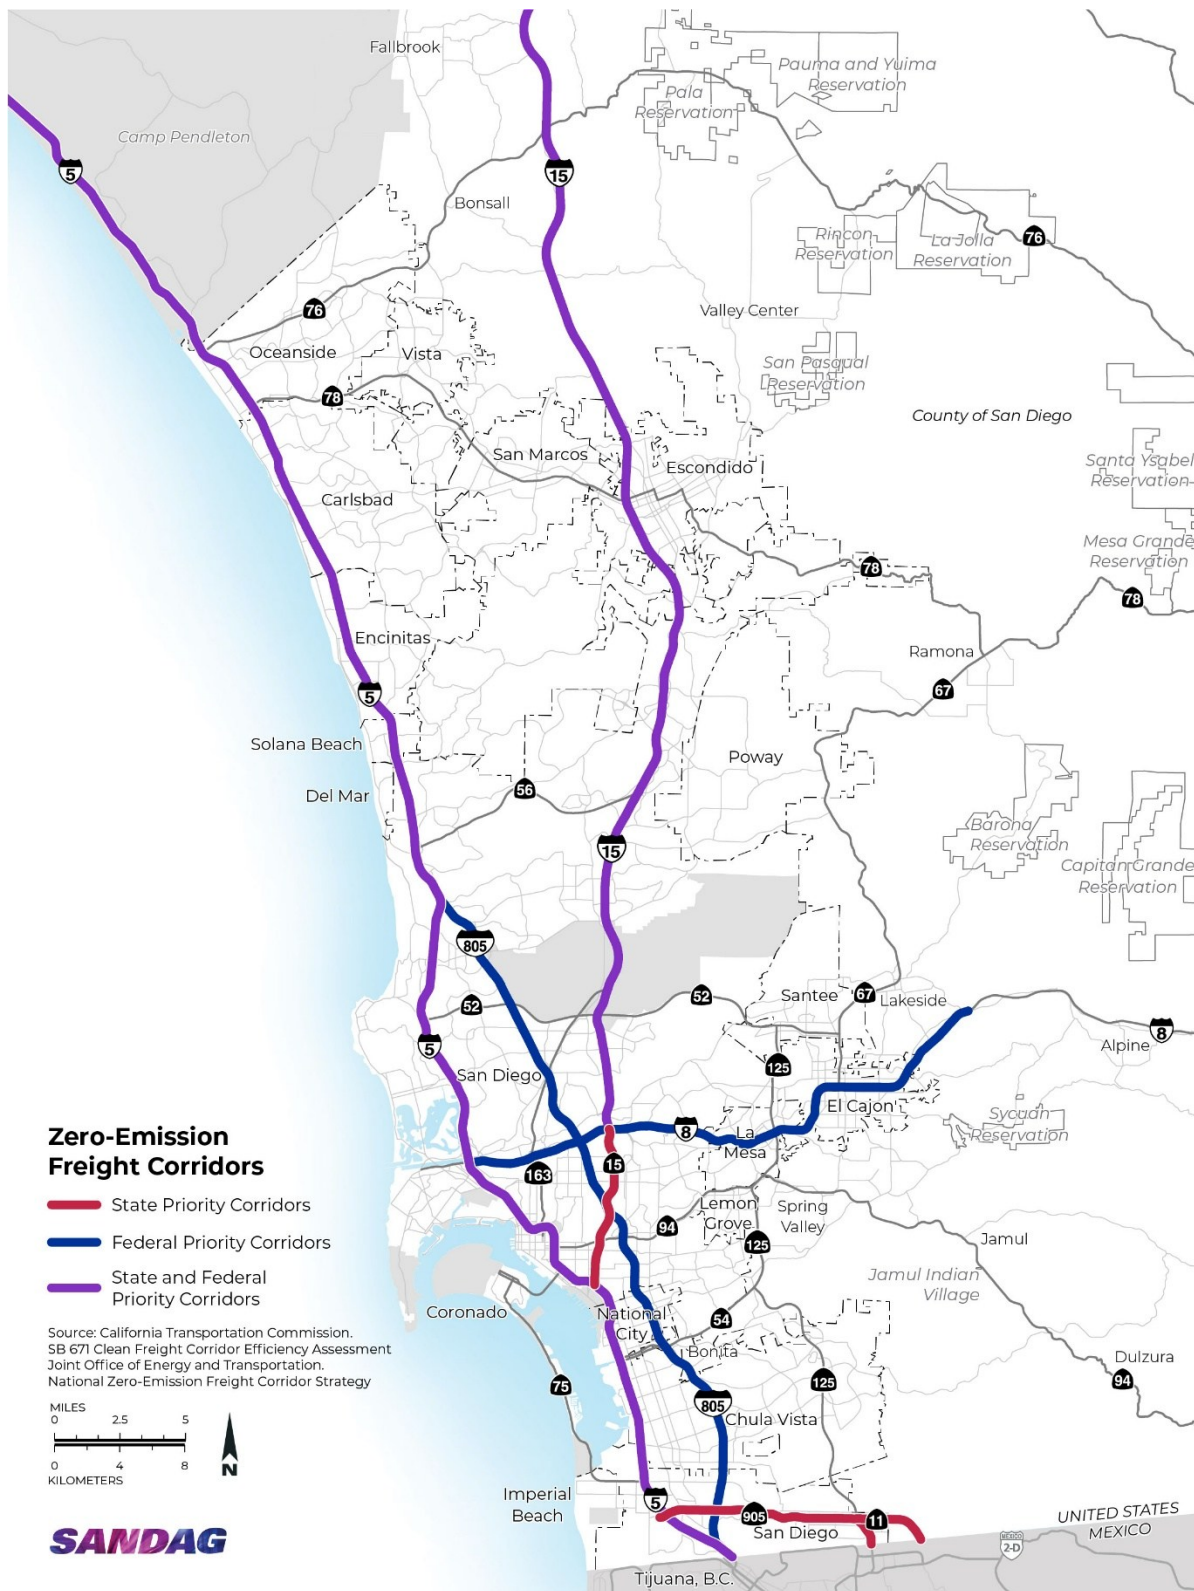 Fallbrook
Pauma and Yuima
Reservation
Pala
Reservation
Camp Pendleton
5
15
Bonsall
Rincon
Reservation
La Jolla
Reservation
76
76
Valley Center
Oceanside
Vista
San Pasqual
Reservation
78
County of San Diego
San Marcos
Escondido
Santa Ysabel
Reservation
Carlsbad
Mesa Grande
Reservation
78
78
Encinitas
Ramona
67
5
Solana Beach
Poway
Del Mar
56
Barona
Reservation
15
Capitan Grande
Reservation
805
52
52
Santee
67
Lakeside
5
8
Alpine
San Diego
125
El Cajon
Sycuan
Reservation
8
La
Mesa
15
163
Lemon
Grove
Spring
Valley
94
125
Jamul
Jamul Indian
Village
Coronado
National
City
54
Bonita
Dulzura
94
75
125
805
Chula Vista
Imperial
Beach
5
905
San Diego
11
UNITED STATES
MEXICO
MEXICO
2-D
Tijuana, B.C.
Zero-Emission
Freight Corridors
State Priority Corridors
Federal Priority Corridors
State and Federal
Priority Corridors
Source: California Transportation Commission.
SB 671 Clean Freight Corridor Efficiency Assessment
Joint Office of Energy and Transportation.
National Zero-Emission Freight Corridor Strategy
MILES
0 2.5 5
0 4 8
KILOMETERS
N
SANDAG